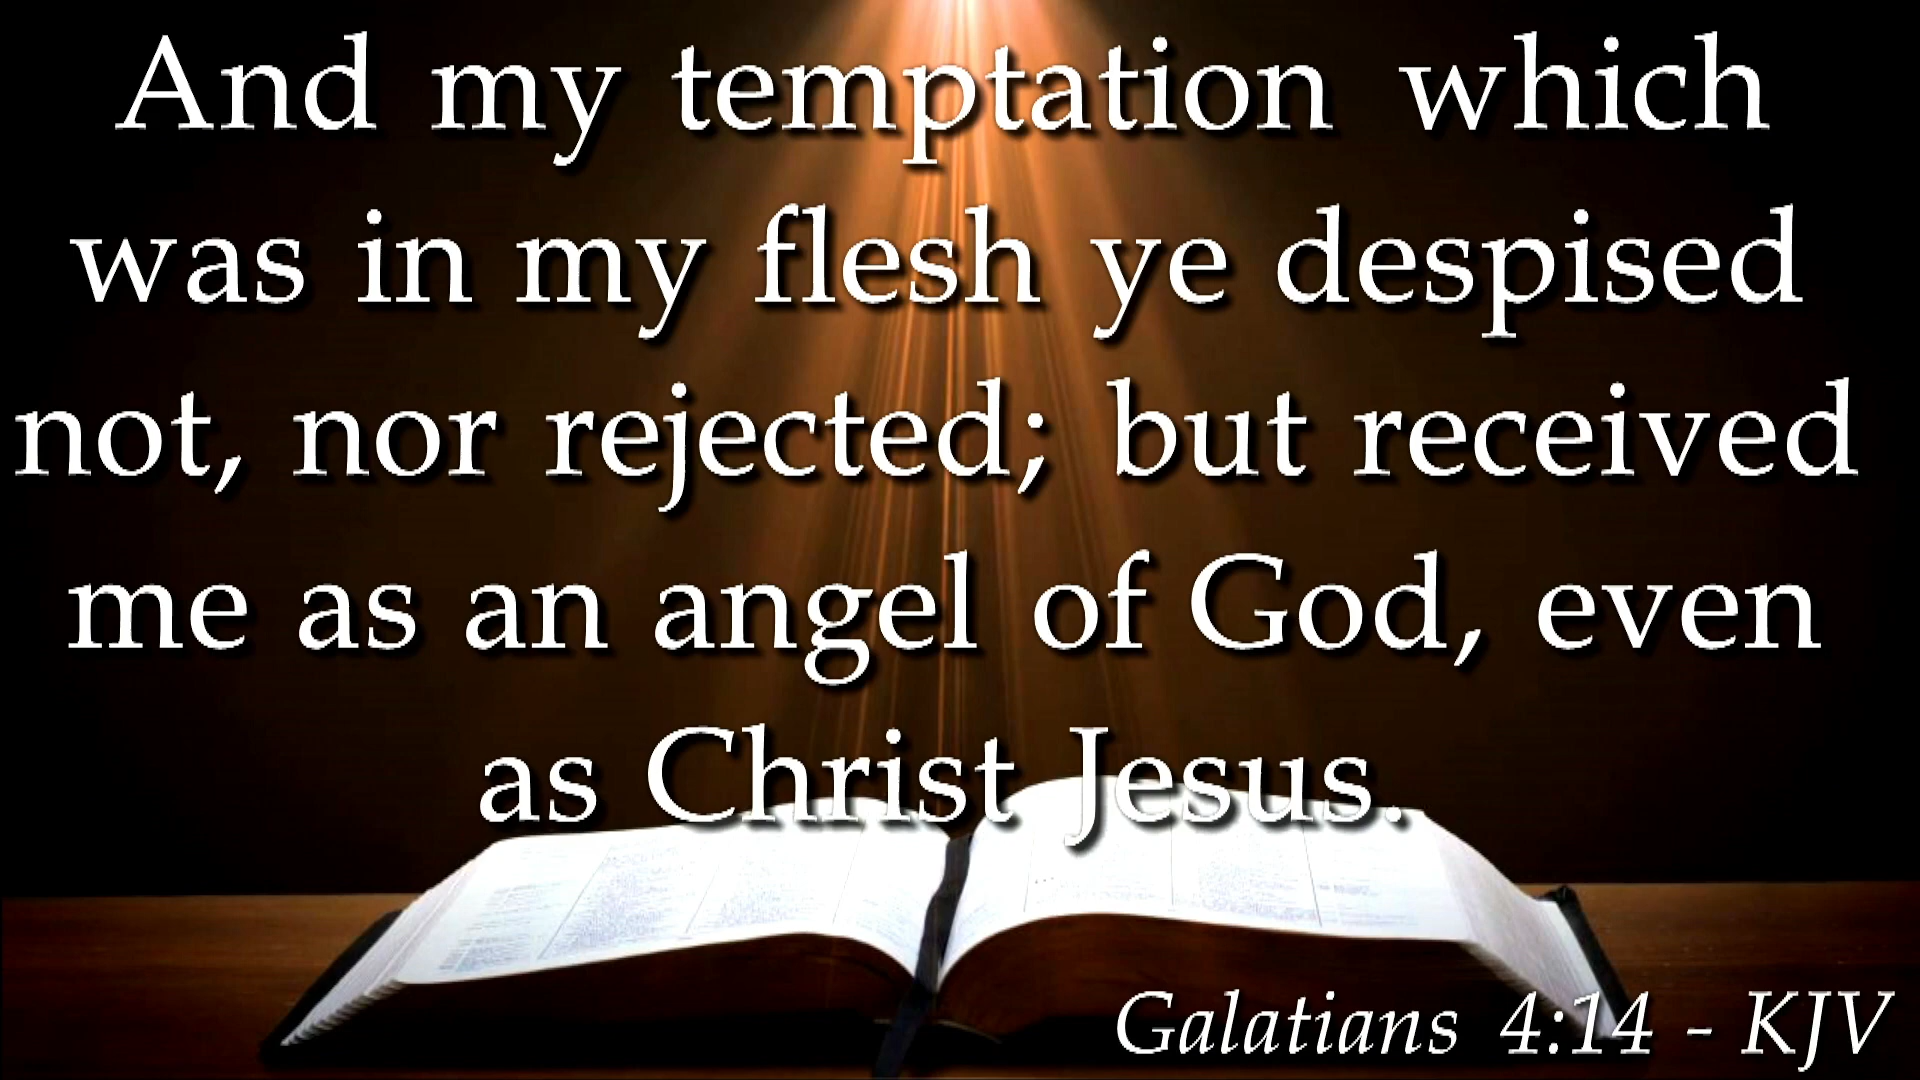 And my temptation which
was in my flesh ye despised
not, nor rejected; but received
me as an angel of God, even
as Christ Jesus.
Galatians 4:14 - KJV